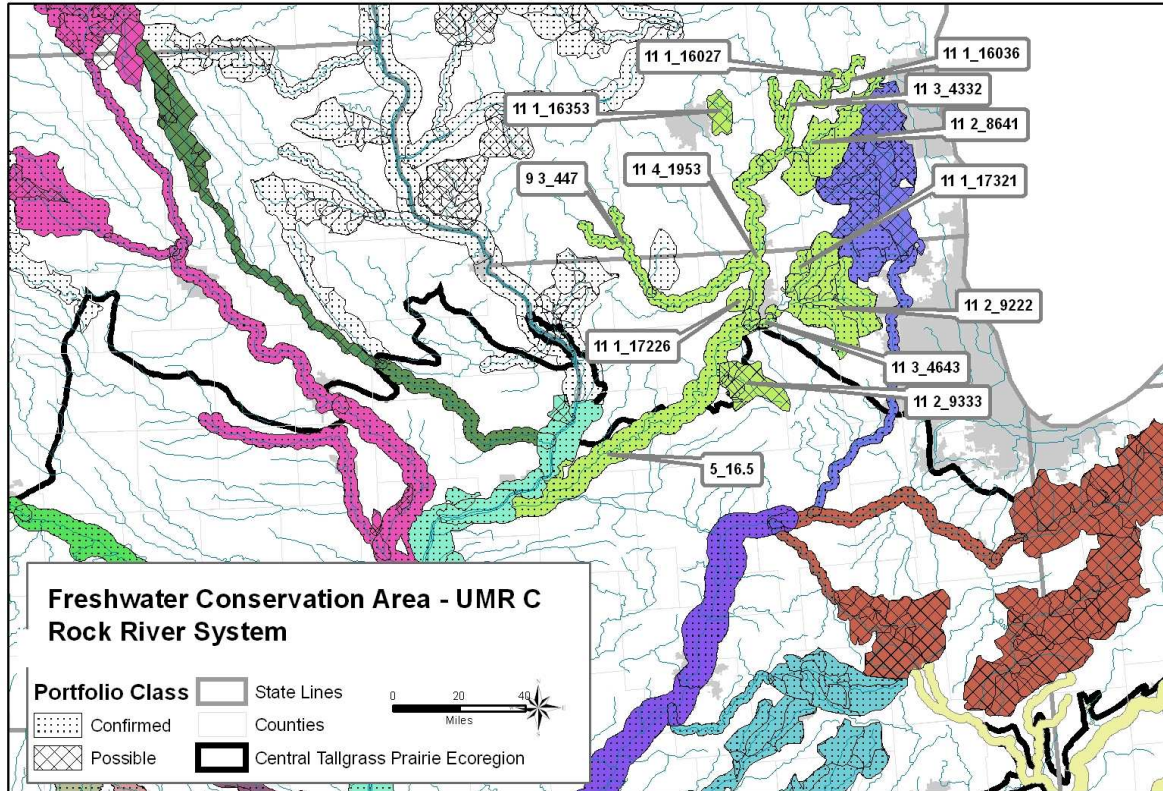 11 1_16027
11 1_16036
11 3_4332
11 1_16353
11 2_8641
11 4_1953
9 3_447
11 1_17321
11 2_9222
11 1_17226
11 3_4643
11 2_9333
5_16.5
Freshwater Conservation Area - UMR C
Rock River System
Portfolio Class
Confirmed
Possible
State Lines
Counties
Central Tallgrass Prairie Ecoregion
0 20 40
Miles